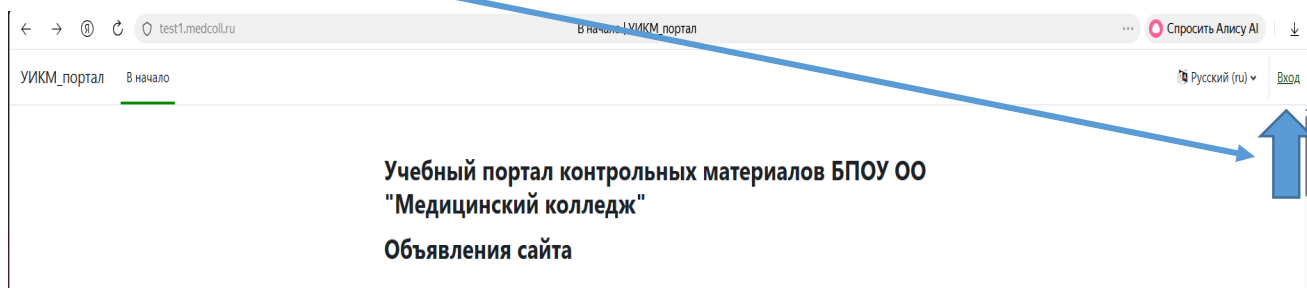 test1.medcoll.ru
В начало | УИКМ_портал
Спросить Алису AI
УИКМ_портал В начало
Русский (ru)
Вход
Учебный портал контрольных материалов БПОУ ОО
"Медицинский колледж"
Объявления сайта